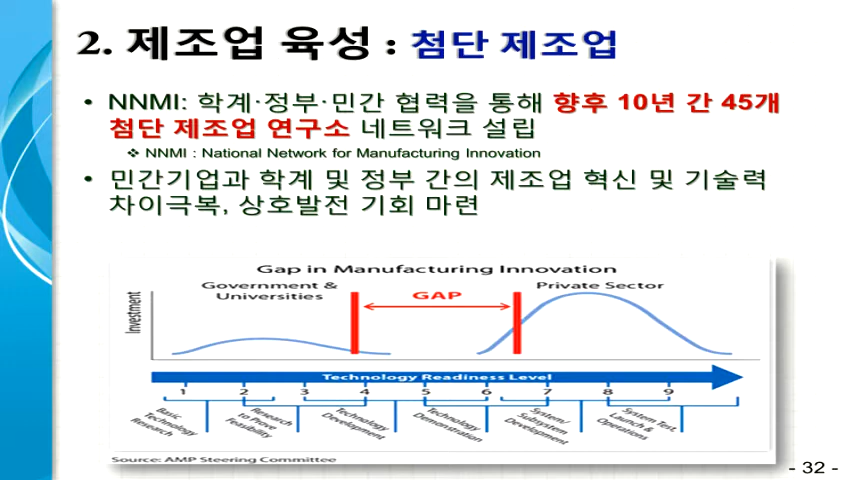 2. 제조업 육성 : 첨단 제조업
• NNMI: 학계·정부·민간 협력을 통해 향후 10년 간 45개
첨단 제조업 연구소 네트워크 설립
❖ NNMI : National Network for Manufacturing Innovation
• 민간기업과 학계 및 정부 간의 제조업 혁신 및 기술력
차이극복, 상호발전 기회 마련
Gap in Manufacturing Innovation
Government &
Universities
GAP
Private Sector
Investment
Technology Readiness Level
1 2 3 4 5 6 7 8 9
Basic
Technology
Research
Research
to Prove
Feasibility
Technology
Development
Technology
Demonstration
System/
Subsystem
Development
System Test,
Launch &
Operations
Source: AMP Steering Committee
- 32 -